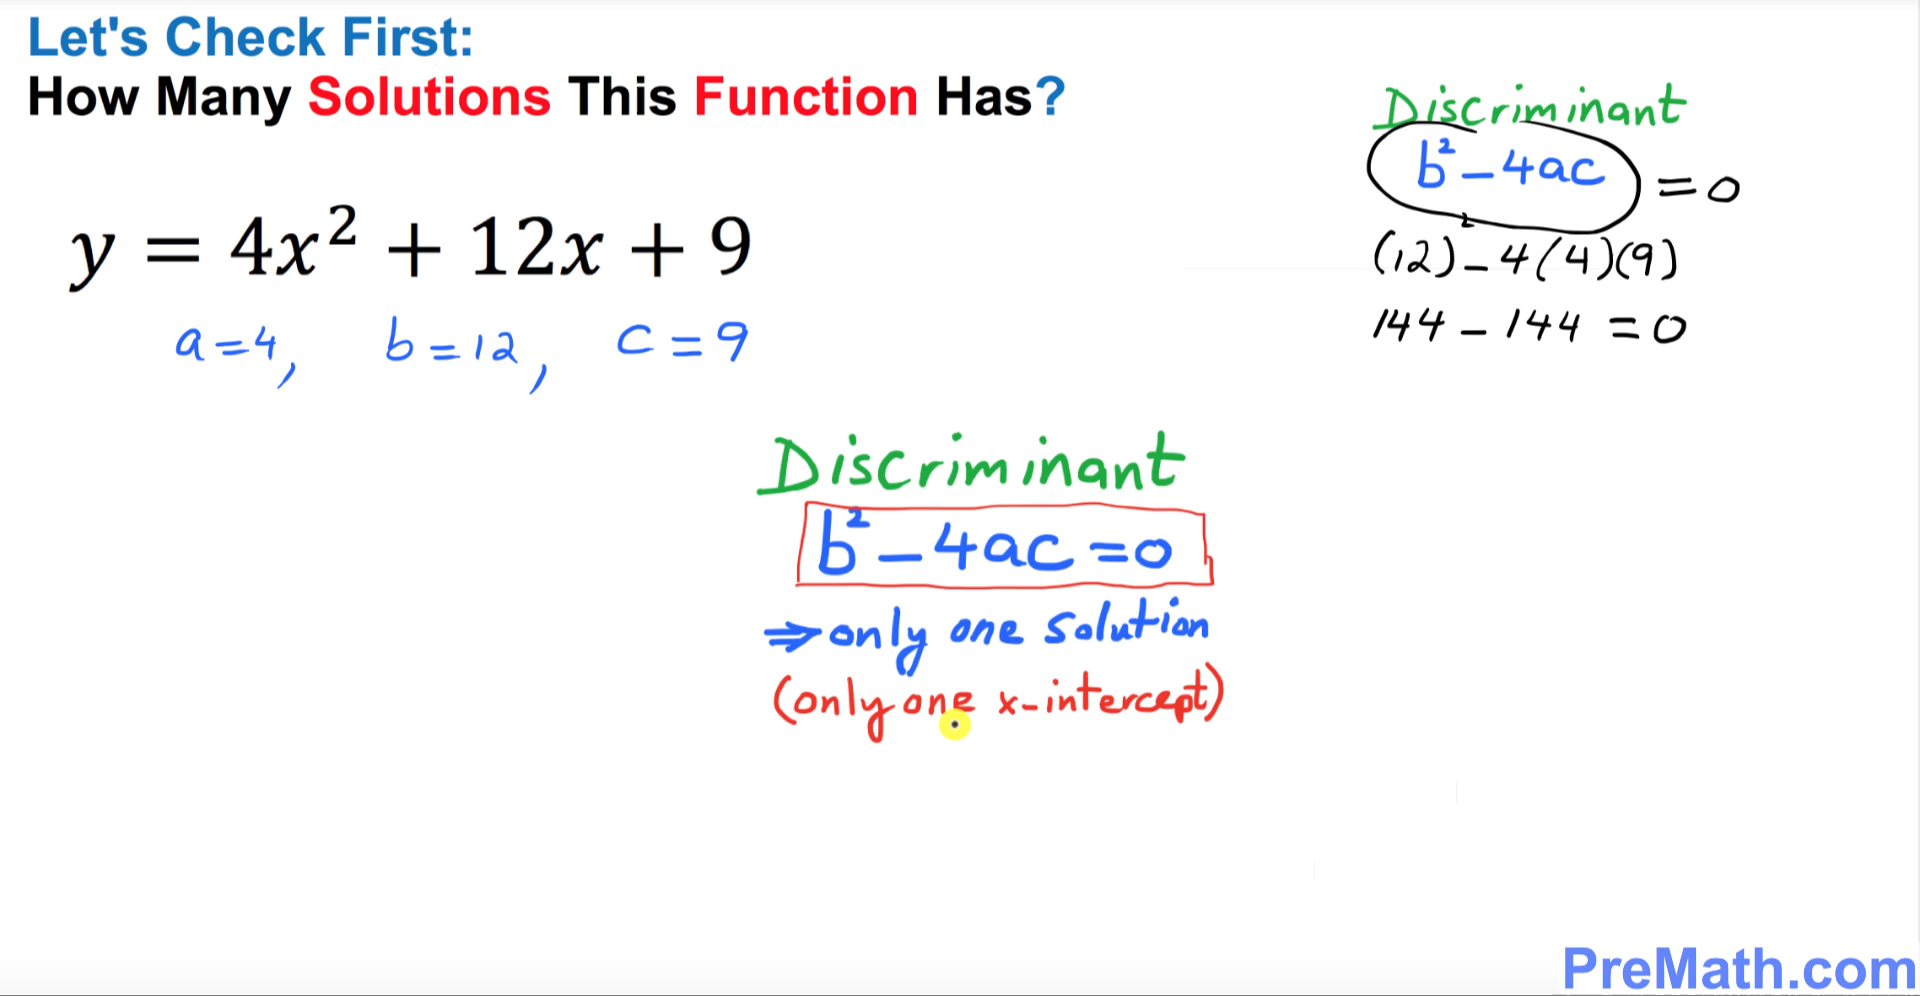 Let's Check First:
How Many Solutions This Function Has?
y = 4x² + 12x + 9
a=4, b=12, c=9
Discriminant
b²-4ac =0
(12)²-4(4)(9)
144-144=0
Discriminant
b²-4ac=0
⇒only one solution
(only one x-intercept)
PreMath.com